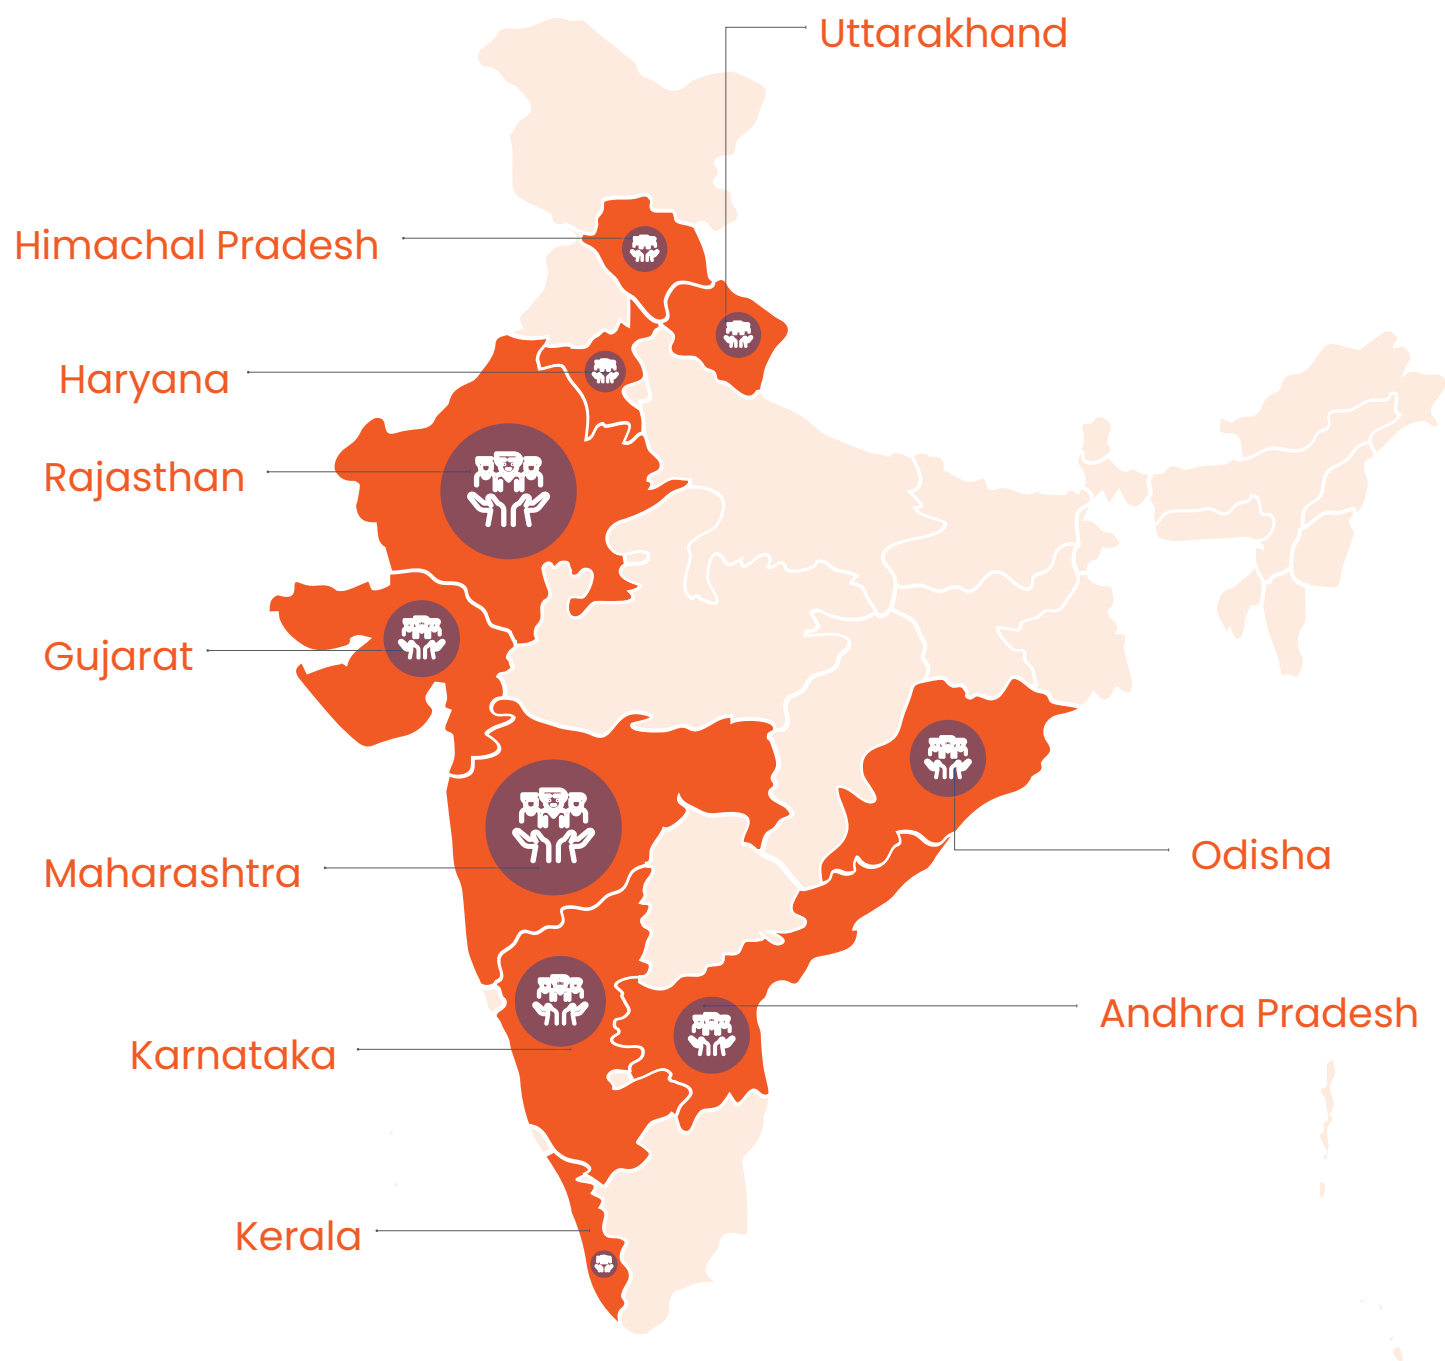 Uttarakhand
Himachal Pradesh
Haryana
Rajasthan
Gujarat
Maharashtra
Odisha
Andhra Pradesh
Karnataka
Kerala